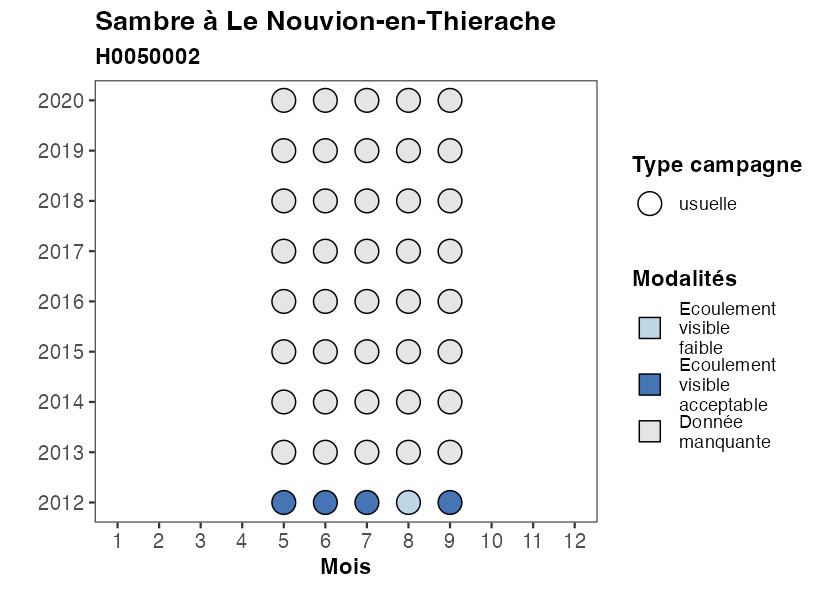 Sambre à Le Nouvion-en-Thierache
H0050002
2020
2019
2018
2017
2016
2015
2014
2013
2012
1 2 3 4 5 6 7 8 9 10 11 12
Mois
Type campagne
usuelle
Modalités
Ecoulement
visible
faible
Ecoulement
visible
acceptable
Donnée
manquante